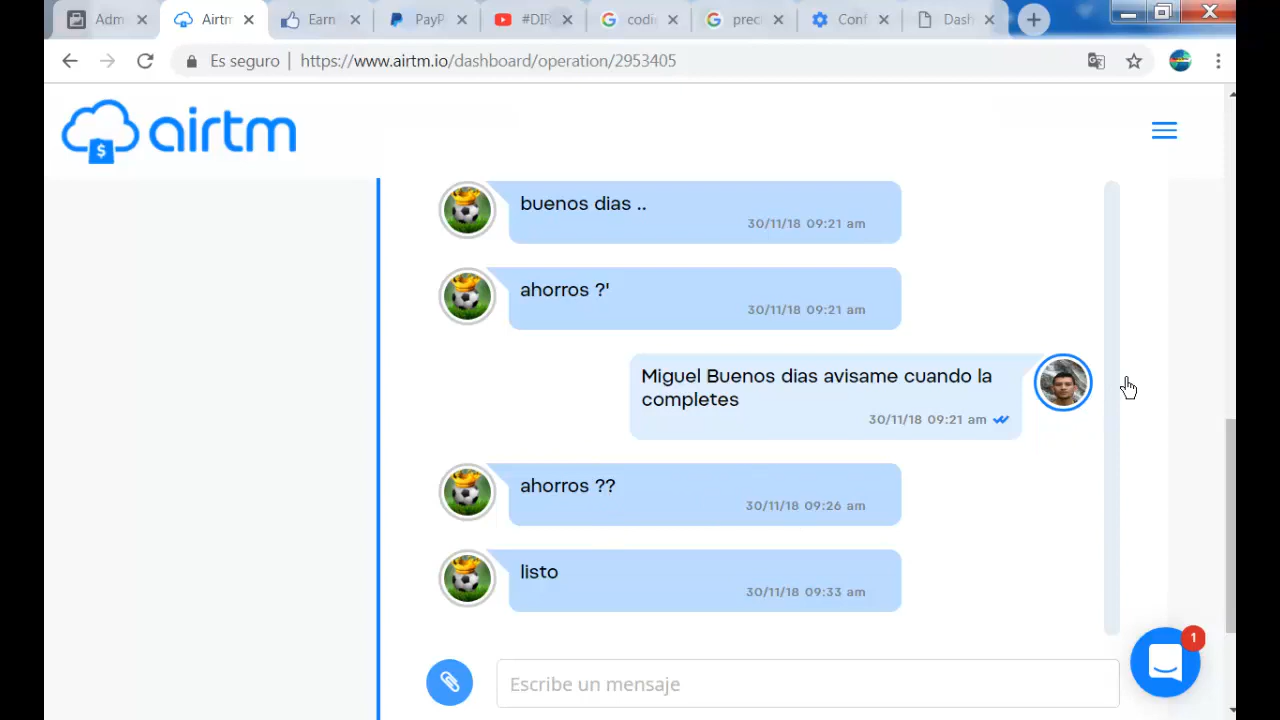 Adm
Airtm
Earn
PayP
#DIR
codi
prec
Conf
Dash
Es seguro
https://www.airtm.io/dashboard/operation/2953405
airtm
$
buenos dias ..
30/11/18 09:21 am
ahorros ?'
30/11/18 09:21 am
Miguel Buenos dias avisame cuando la
completes
30/11/18 09:21 am
ahorros ??
30/11/18 09:26 am
listo
30/11/18 09:33 am
1
Escribe un mensaje